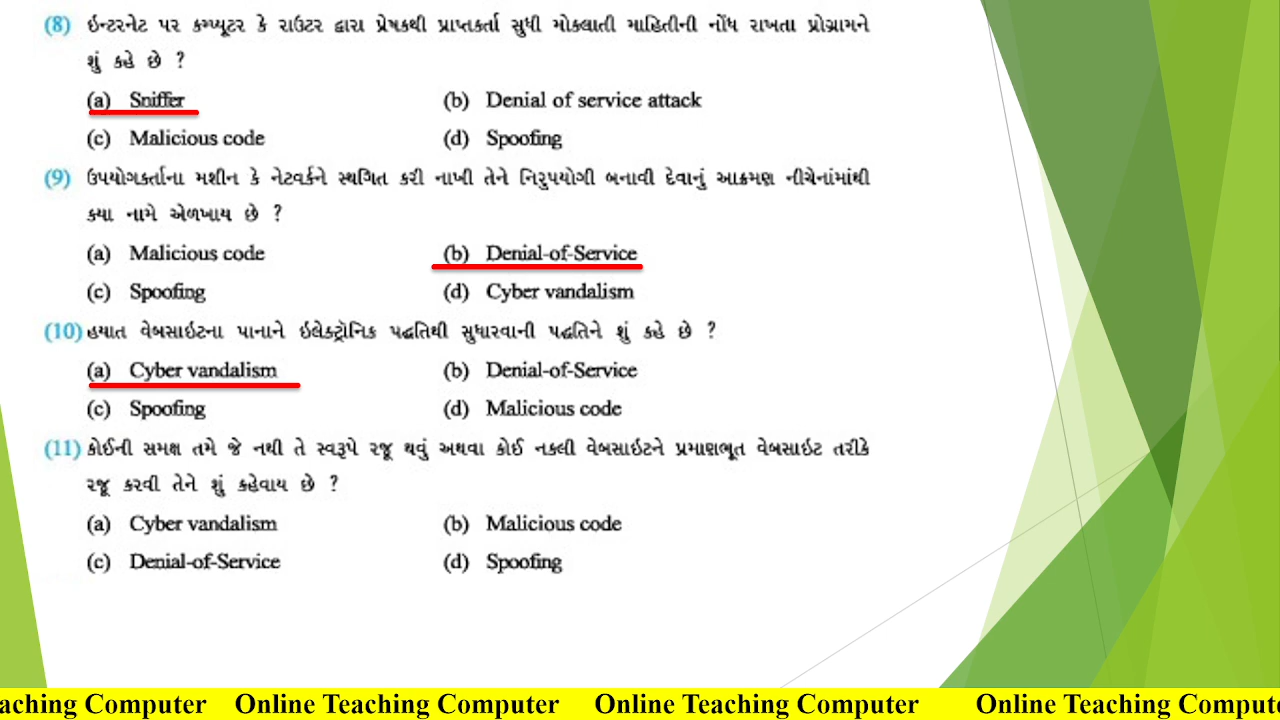 (8) ઇન્ટરનેટ પર કમ્પ્યૂટર કે રાઉટર દ્વારા પ્રેષકથી પ્રાપ્તકર્તા સુધી મોકલાતી માહિતીની નોંધ રાખતા પ્રોગ્રામને
શું કહે છે ?
(a) Sniffer (b) Denial of service attack
(c) Malicious code (d) Spoofing
(9) ઉપયોગકર્તાના મશીન કે નેટવર્કને સ્થગિત કરી નાખી તેને નિરુપયોગી બનાવી દેવાનું આક્રમણ નીચેનાંમાંથી
ક્યા નામે એળખાય છે ?
(a) Malicious code (b) Denial-of-Service
(c) Spoofing (d) Cyber vandalism
(10) હયાત વેબસાઇટના પાનાને ઇલેક્ટ્રૉનિક પદ્ધતિથી સુધારવાની પદ્ધતિને શું કહે છે ?
(a) Cyber vandalism (b) Denial-of-Service
(c) Spoofing (d) Malicious code
(11) કોઈની સમક્ષ તમે જે નથી તે સ્વરૂપે રજૂ થવું અથવા કોઈ નકલી વેબસાઇટને પ્રમાણભૂત વેબસાઇટ તરીકે
રજૂ કરવી તેને શું કહેવાય છે ?
(a) Cyber vandalism (b) Malicious code
(c) Denial-of-Service (d) Spoofing
aching Computer Online Teaching Computer Online Teaching Computer Online Teaching Compute